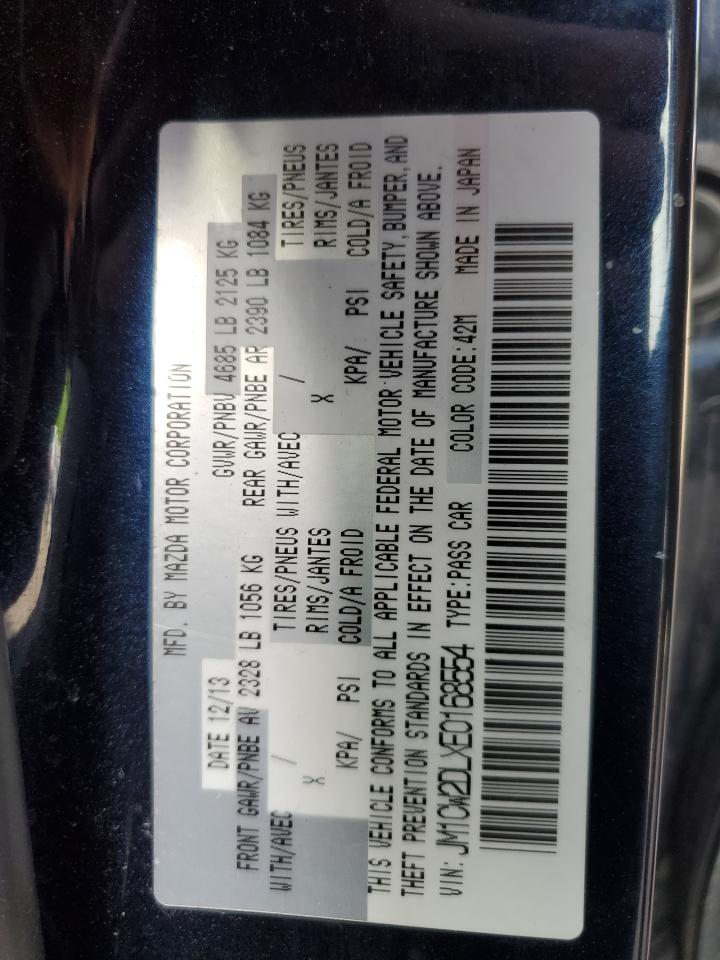 MFD. BY MAZDA MOTOR CORPORATION
DATE 12/13 GVWR/PNBV 4685 LB 2125 KG
FRONT GAWR/PNBE AV 2328 LB 1056 KG REAR GAWR/PNBE AR 2390 LB 1084 KG
WITH/AVEC / TIRES/PNEUS WITH/AVEC / TIRES/PNEUS
X RIMS/JANTES X RIMS/JANTES
KPA/ PSI COLD/A FROID KPA/ PSI COLD/A FROID
THIS VEHICLE CONFORMS TO ALL APPLICABLE FEDERAL MOTOR VEHICLE SAFETY, BUMPER, AND
THEFT PREVENTION STANDARDS IN EFFECT ON THE DATE OF MANUFACTURE SHOWN ABOVE.
VIN: JM1CW2DLXE0168554 TYPE:PASS CAR COLOR CODE:42M MADE IN JAPAN